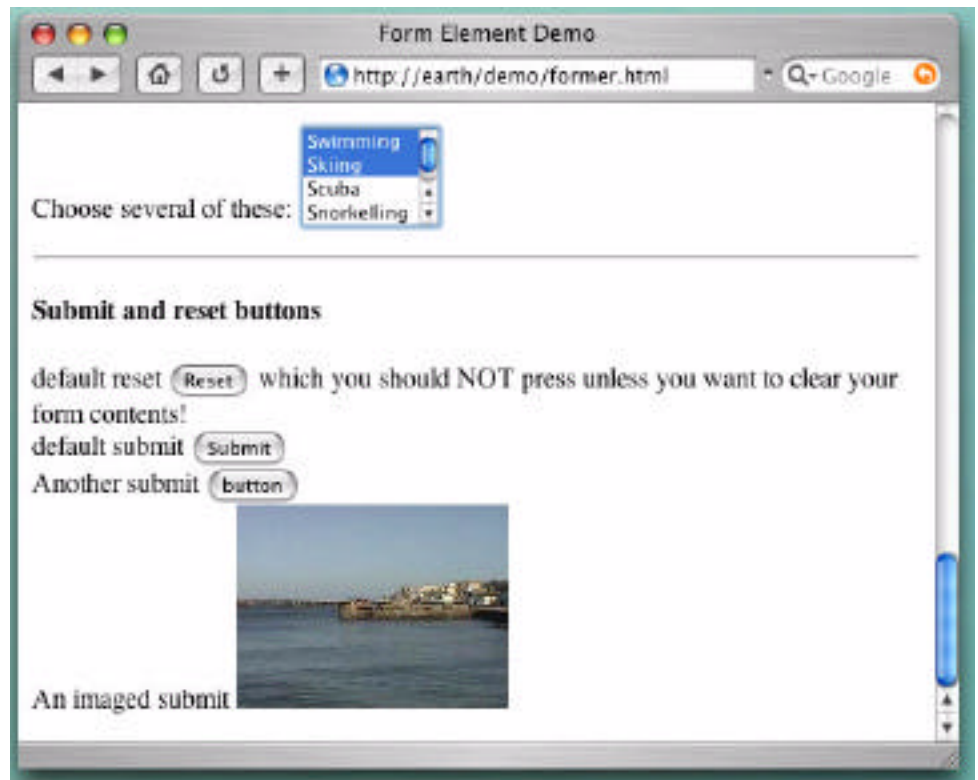 Form Element Demo
http://earth/demo/former.html
Google
Swimming
Skiing
Scuba
Choose several of these: Snorkelling
Submit and reset buttons
default reset Reset which you should NOT press unless you want to clear your
form contents!
default submit Submit
Another submit button
An imaged submit